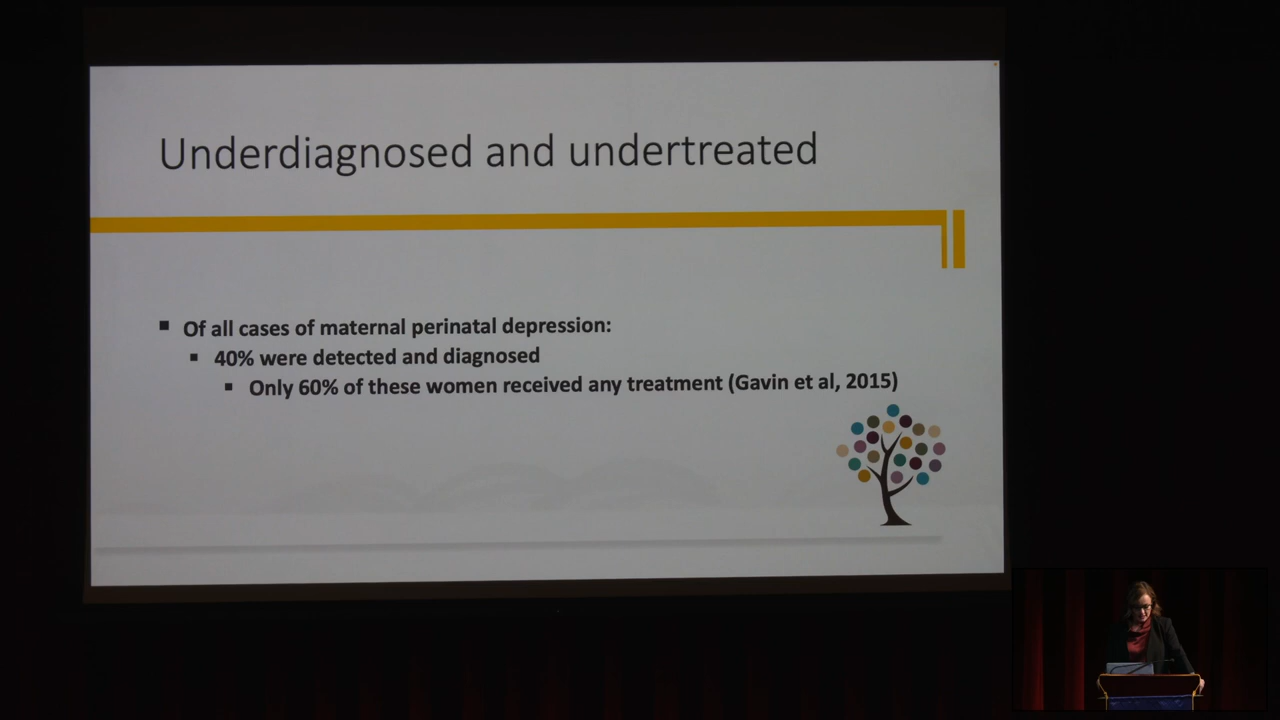 Underdiagnosed and undertreated
▪ Of all cases of maternal perinatal depression:
▪ 40% were detected and diagnosed
▪ Only 60% of these women received any treatment (Gavin et al, 2015)